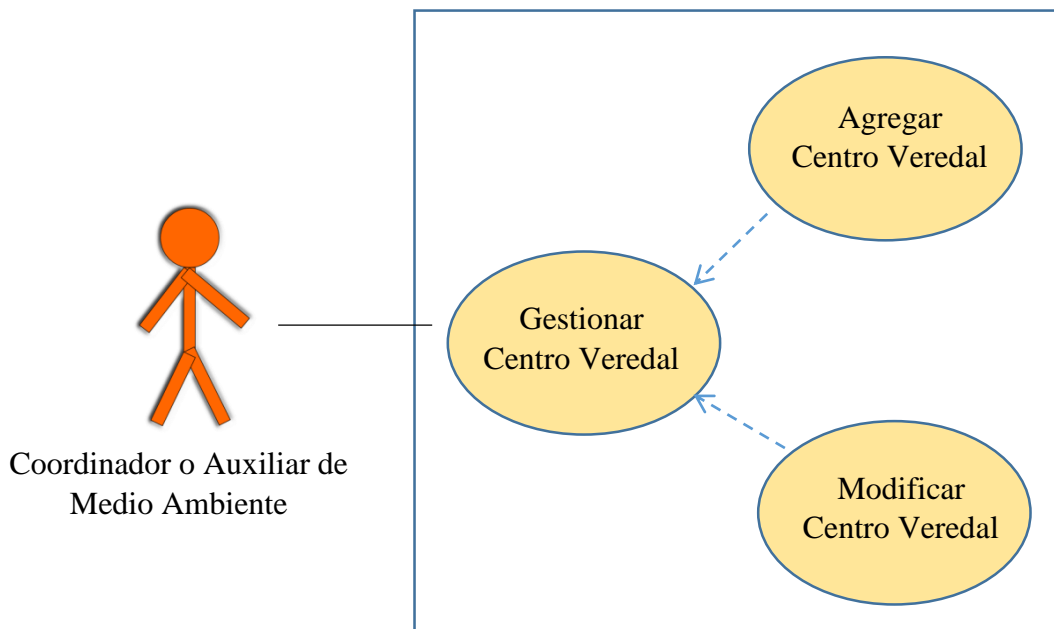 Agregar
Centro Veredal
Gestionar
Centro Veredal
Coordinador o Auxiliar de
Medio Ambiente
Modificar
Centro Veredal